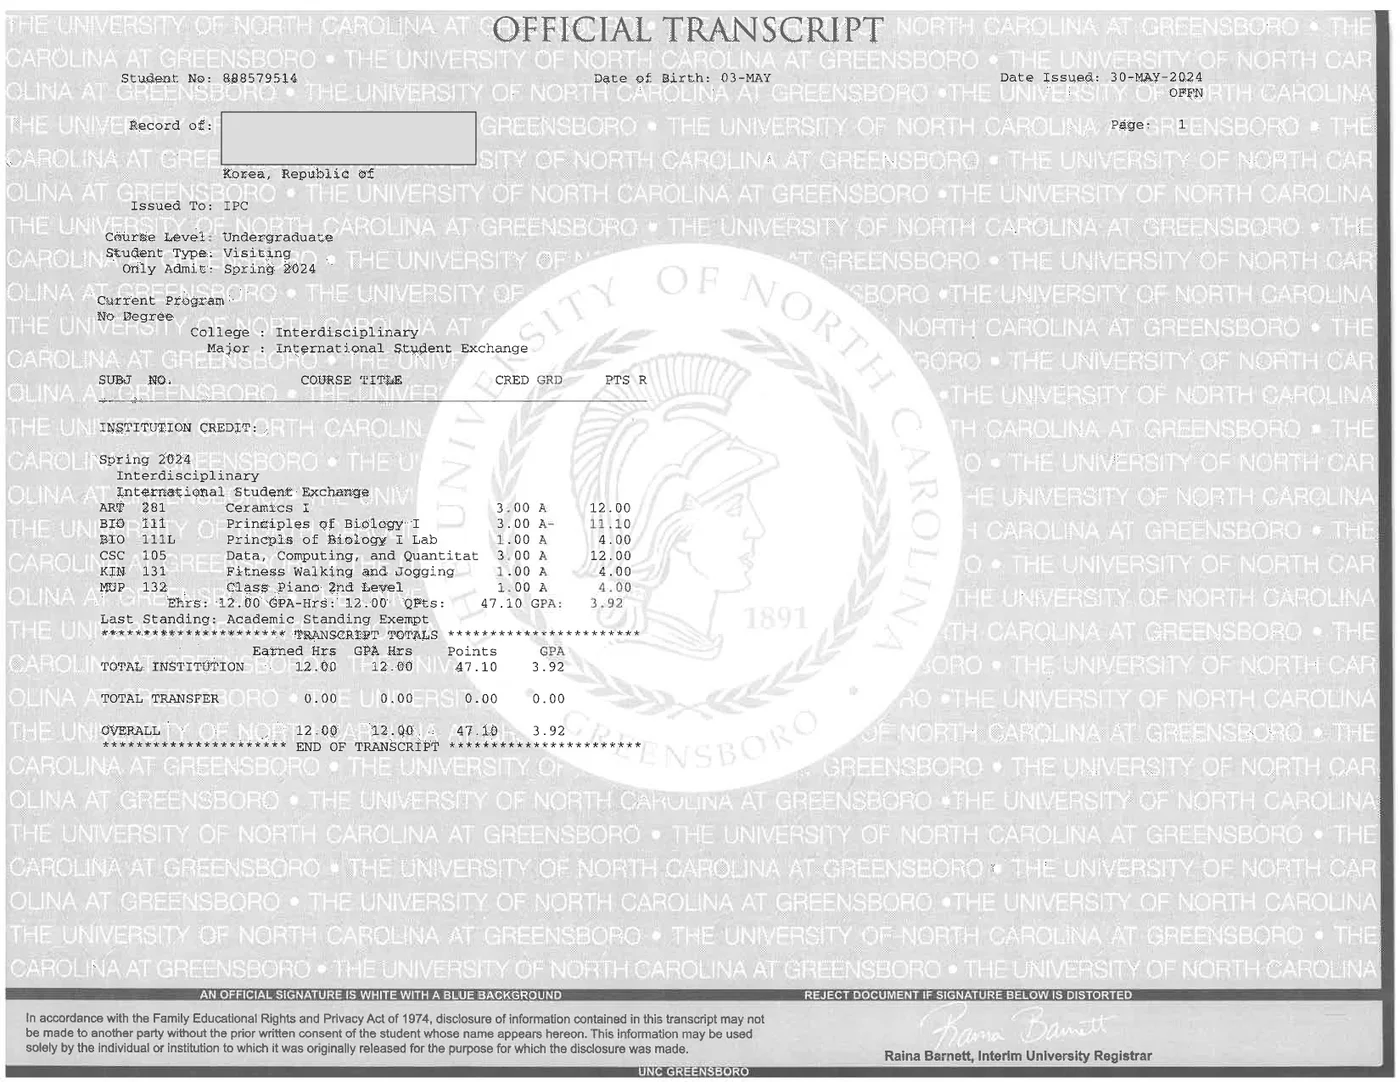 OFFICIAL TRANSCRIPT
Student No: 888579514 Date of Birth: 03-MAY Date Issued: 30-MAY-2024
OFFN
Record of: Page: 1
Korea, Republic of
Issued To: IPC
Course Level: Undergraduate
Student Type: Visiting
Only Admit: Spring 2024
Current Program
No Degree
College : Interdisciplinary
Major : International Student Exchange
SUBJ NO. COURSE TITLE CRED GRD PTS R
INSTITUTION CREDIT:
Spring 2024
Interdisciplinary
International Student Exchange
ART 281 Ceramics I 3.00 A 12.00
BIO 111 Principles of Biology I 3.00 A- 11.10
BIO 111L Princpls of Biology I Lab 1.00 A 4.00
CSC 105 Data, Computing, and Quantitat 3.00 A 12.00
KIN 131 Fitness Walking and Jogging 1.00 A 4.00
MUP 132 Class Piano 2nd Level 1.00 A 4.00
Ehrs: 12.00 GPA-Hrs: 12.00 QPts: 47.10 GPA: 3.92
Last Standing: Academic Standing Exempt
********************** TRANSCRIPT TOTALS ***********************
Earned Hrs GPA Hrs Points GPA
TOTAL INSTITUTION 12.00 12.00 47.10 3.92
TOTAL TRANSFER 0.00 0.00 0.00 0.00
OVERALL 12.00 12.00 47.10 3.92
********************** END OF TRANSCRIPT ***********************
THE UNIVERSITY OF NORTH CAROLINA
GREENSBORO
1891
AN OFFICIAL SIGNATURE IS WHITE WITH A BLUE BACKGROUND REJECT DOCUMENT IF SIGNATURE BELOW IS DISTORTED
In accordance with the Family Educational Rights and Privacy Act of 1974, disclosure of information contained in this transcript may not
be made to another party without the prior written consent of the student whose name appears hereon. This information may be used
solely by the individual or institution to which it was originally released for the purpose for which the disclosure was made.
Raina Barnett
Raina Barnett, Interim University Registrar
UNC GREENSBORO